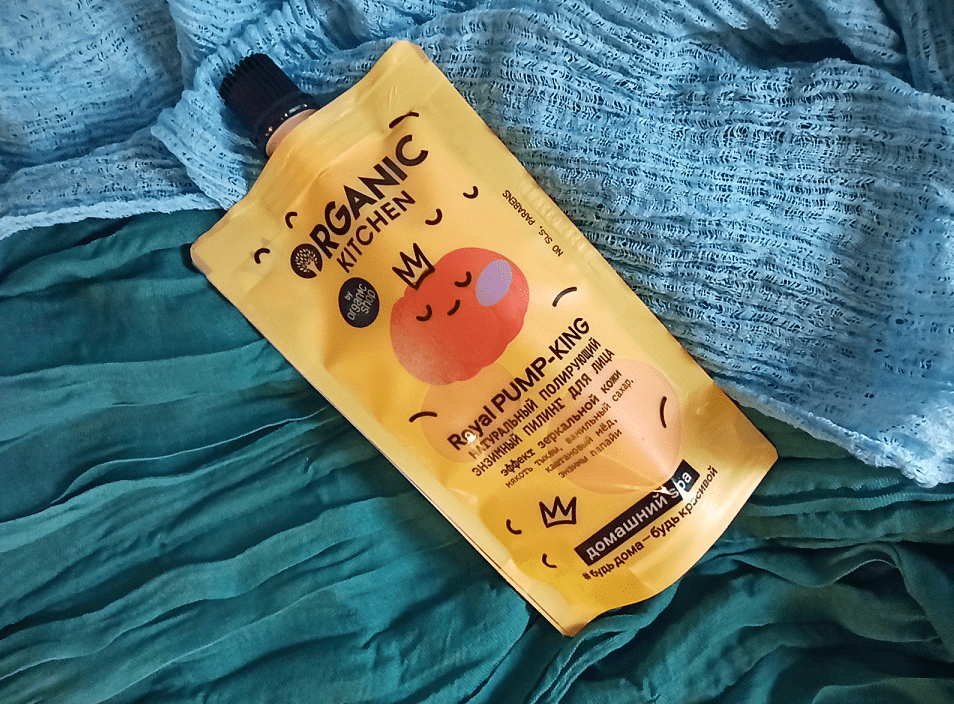 ORGANIC
KITCHEN
by
organic
shop
NO SLS, PARABENS
Royal PUMP-KING
НАТУРАЛЬНЫЙ ПОЛИРУЮЩИЙ
ЭНЗИМНЫЙ ПИЛИНГ ДЛЯ ЛИЦА
эффект зеркальной кожи
мякоть тыквы, ванильный сахар,
каштановый мёд,
энзимы папайи
домашний spa
#будь дома — будь красивой